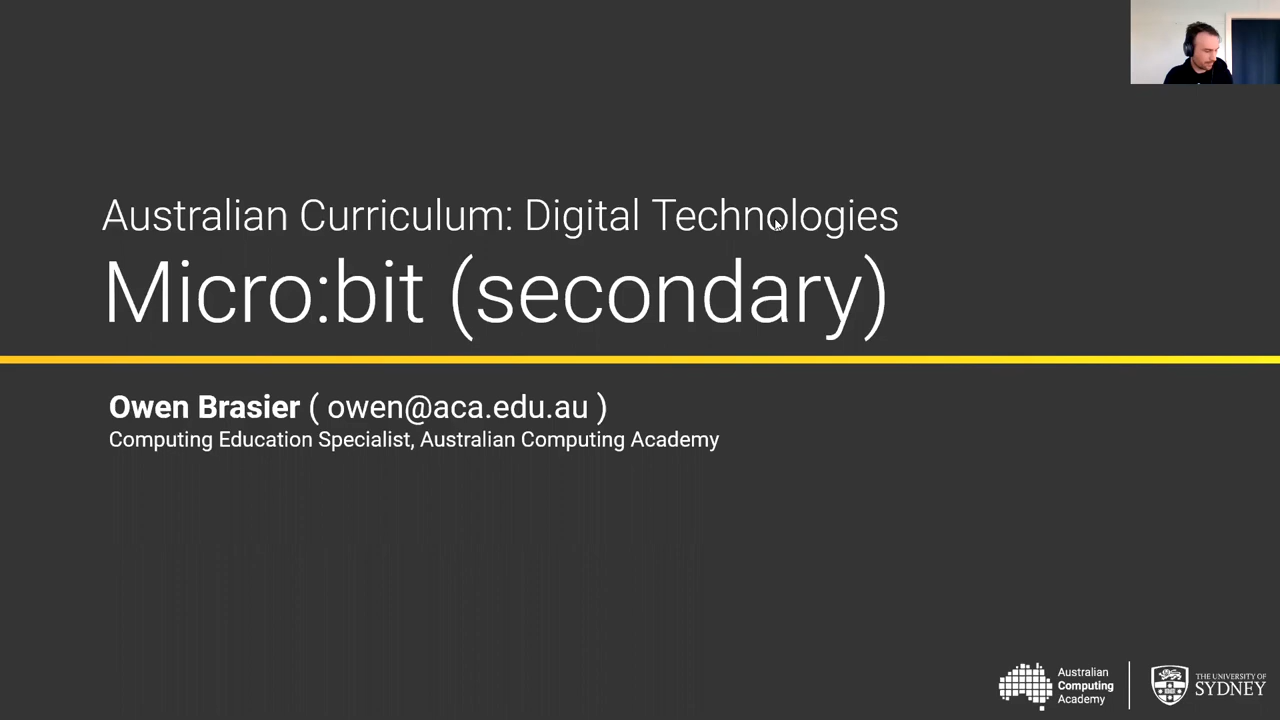 Australian Curriculum: Digital Technologies
Micro:bit (secondary)
Owen Brasier ( owen@aca.edu.au )
Computing Education Specialist, Australian Computing Academy
Australian
Computing
Academy
THE UNIVERSITY OF
SYDNEY